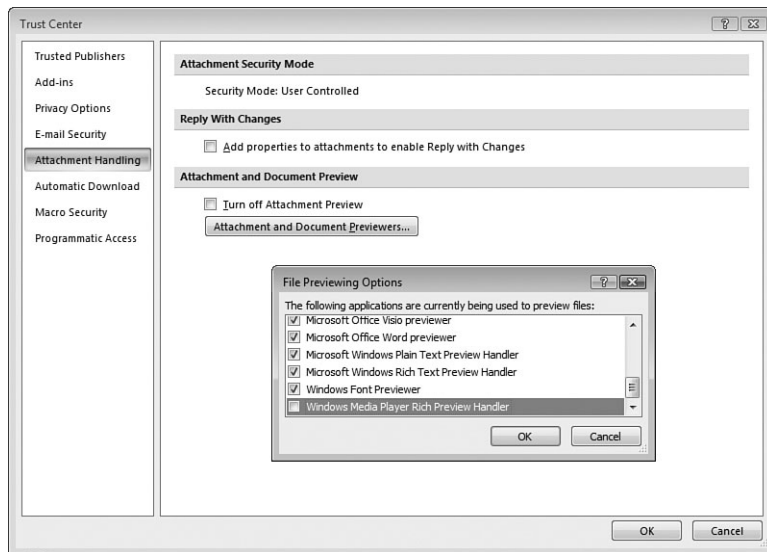 Trust Center
Trusted Publishers
Add-ins
Privacy Options
E-mail Security
Attachment Handling
Automatic Download
Macro Security
Programmatic Access
Attachment Security Mode
Security Mode: User Controlled
Reply With Changes
Add properties to attachments to enable Reply with Changes
Attachment and Document Preview
Turn off Attachment Preview
Attachment and Document Previewers...
File Previewing Options
The following applications are currently being used to preview files:
Microsoft Office Visio previewer
Microsoft Office Word previewer
Microsoft Windows Plain Text Preview Handler
Microsoft Windows Rich Text Preview Handler
Windows Font Previewer
Windows Media Player Rich Preview Handler
OK Cancel
OK Cancel